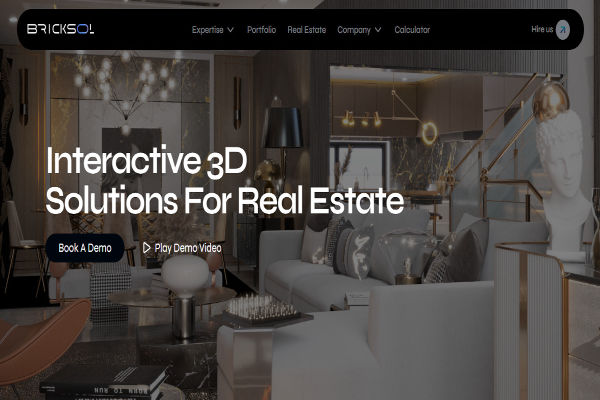 BRICKSOL
Expertise Portfolio Real Estate Company Calculator
Hire us
Interactive 3D
Solutions For Real Estate
Book A Demo Play Demo Video